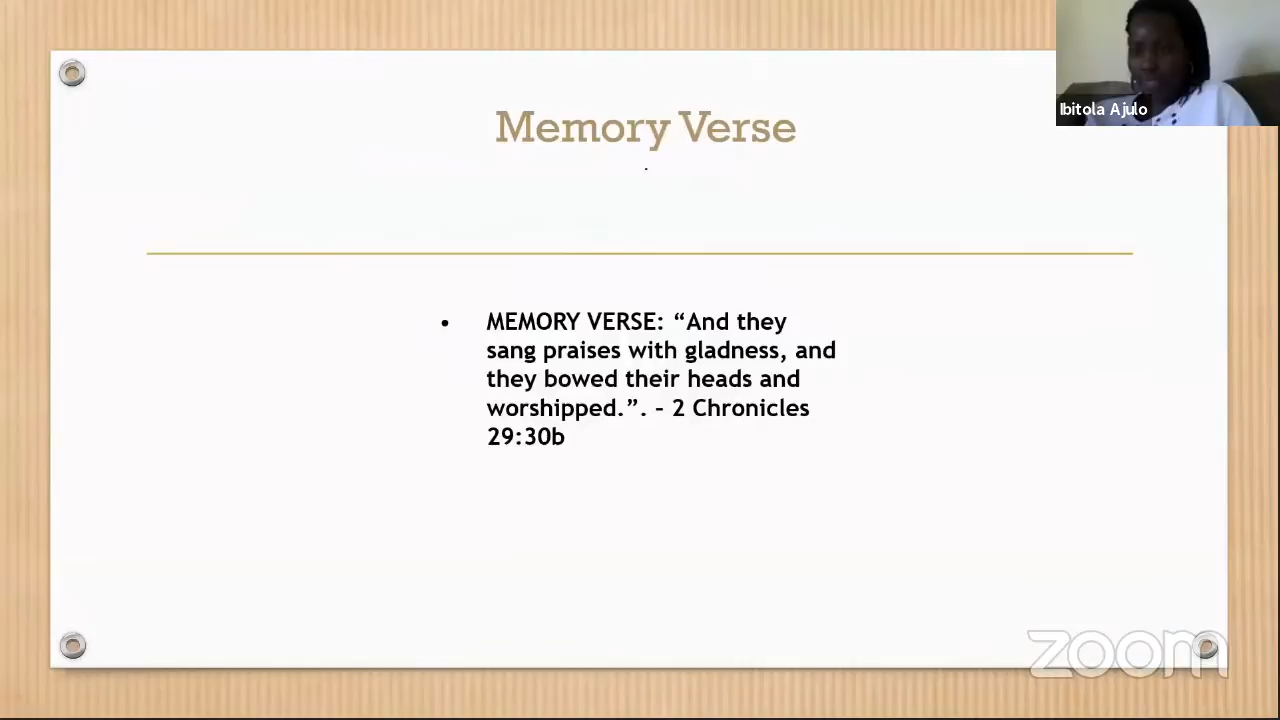 Memory Verse
.
Ibitola Ajulo
• MEMORY VERSE: “And they
sang praises with gladness, and
they bowed their heads and
worshipped.”. – 2 Chronicles
29:30b
zoom